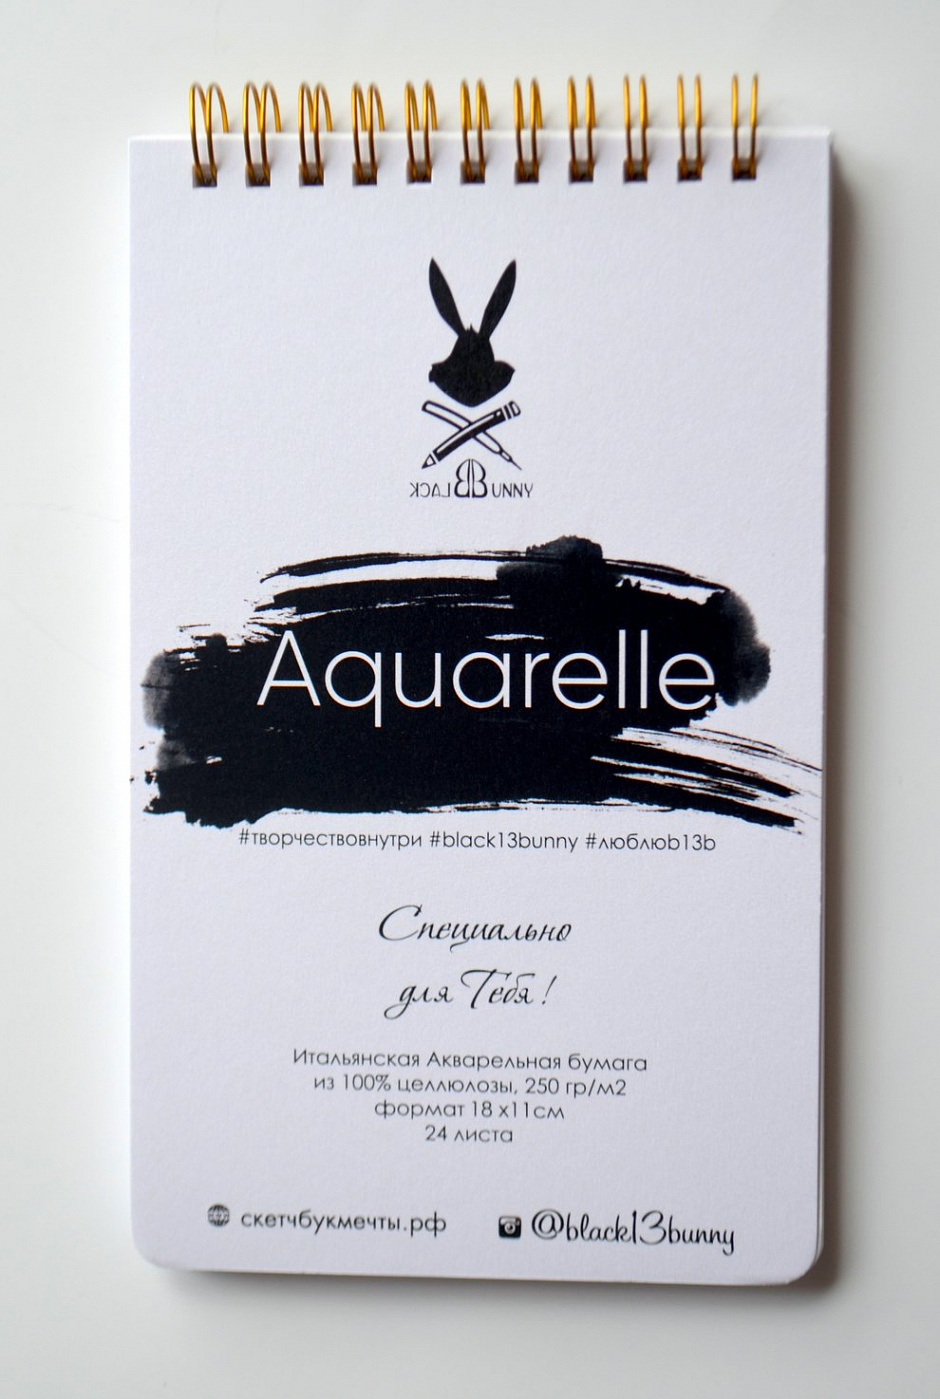 BLACK BUNNY
Aquarelle
#творчествовнутри #black13bunny #люблюb13b
Специально
для Тебя!
Итальянская Акварельная бумага
из 100% целлюлозы, 250 гр/м2
формат 18 х11см
24 листа
скетчбукмечты.рф
@black13bunny